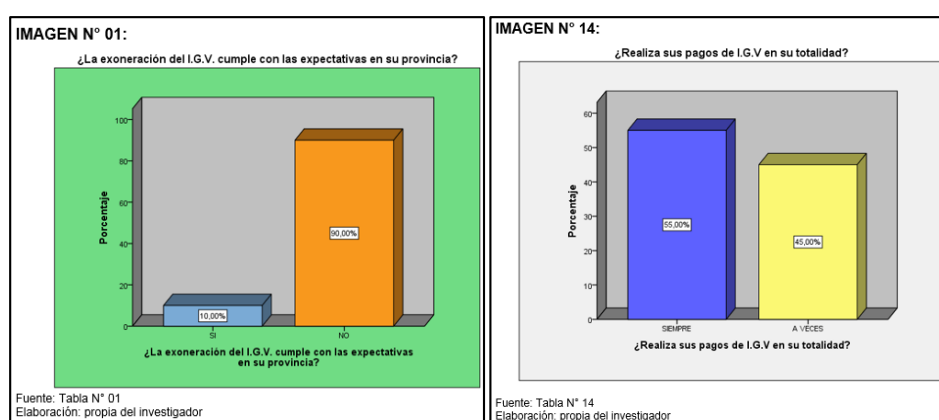 IMAGEN N° 01:
¿La exoneración del I.G.V. cumple con las expectativas en su provincia?
Porcentaje
100
80
60
40
20
0
10,00%
90,00%
SI
NO
¿La exoneración del I.G.V. cumple con las expectativas
en su provincia?
Fuente: Tabla N° 01
Elaboración: propia del investigador
IMAGEN N° 14:
¿Realiza sus pagos de I.G.V en su totalidad?
Porcentaje
60
50
40
30
20
10
0
55,00%
45,00%
SIEMPRE
A VECES
¿Realiza sus pagos de I.G.V en su totalidad?
Fuente: Tabla N° 14
Elaboración: propia del investigador